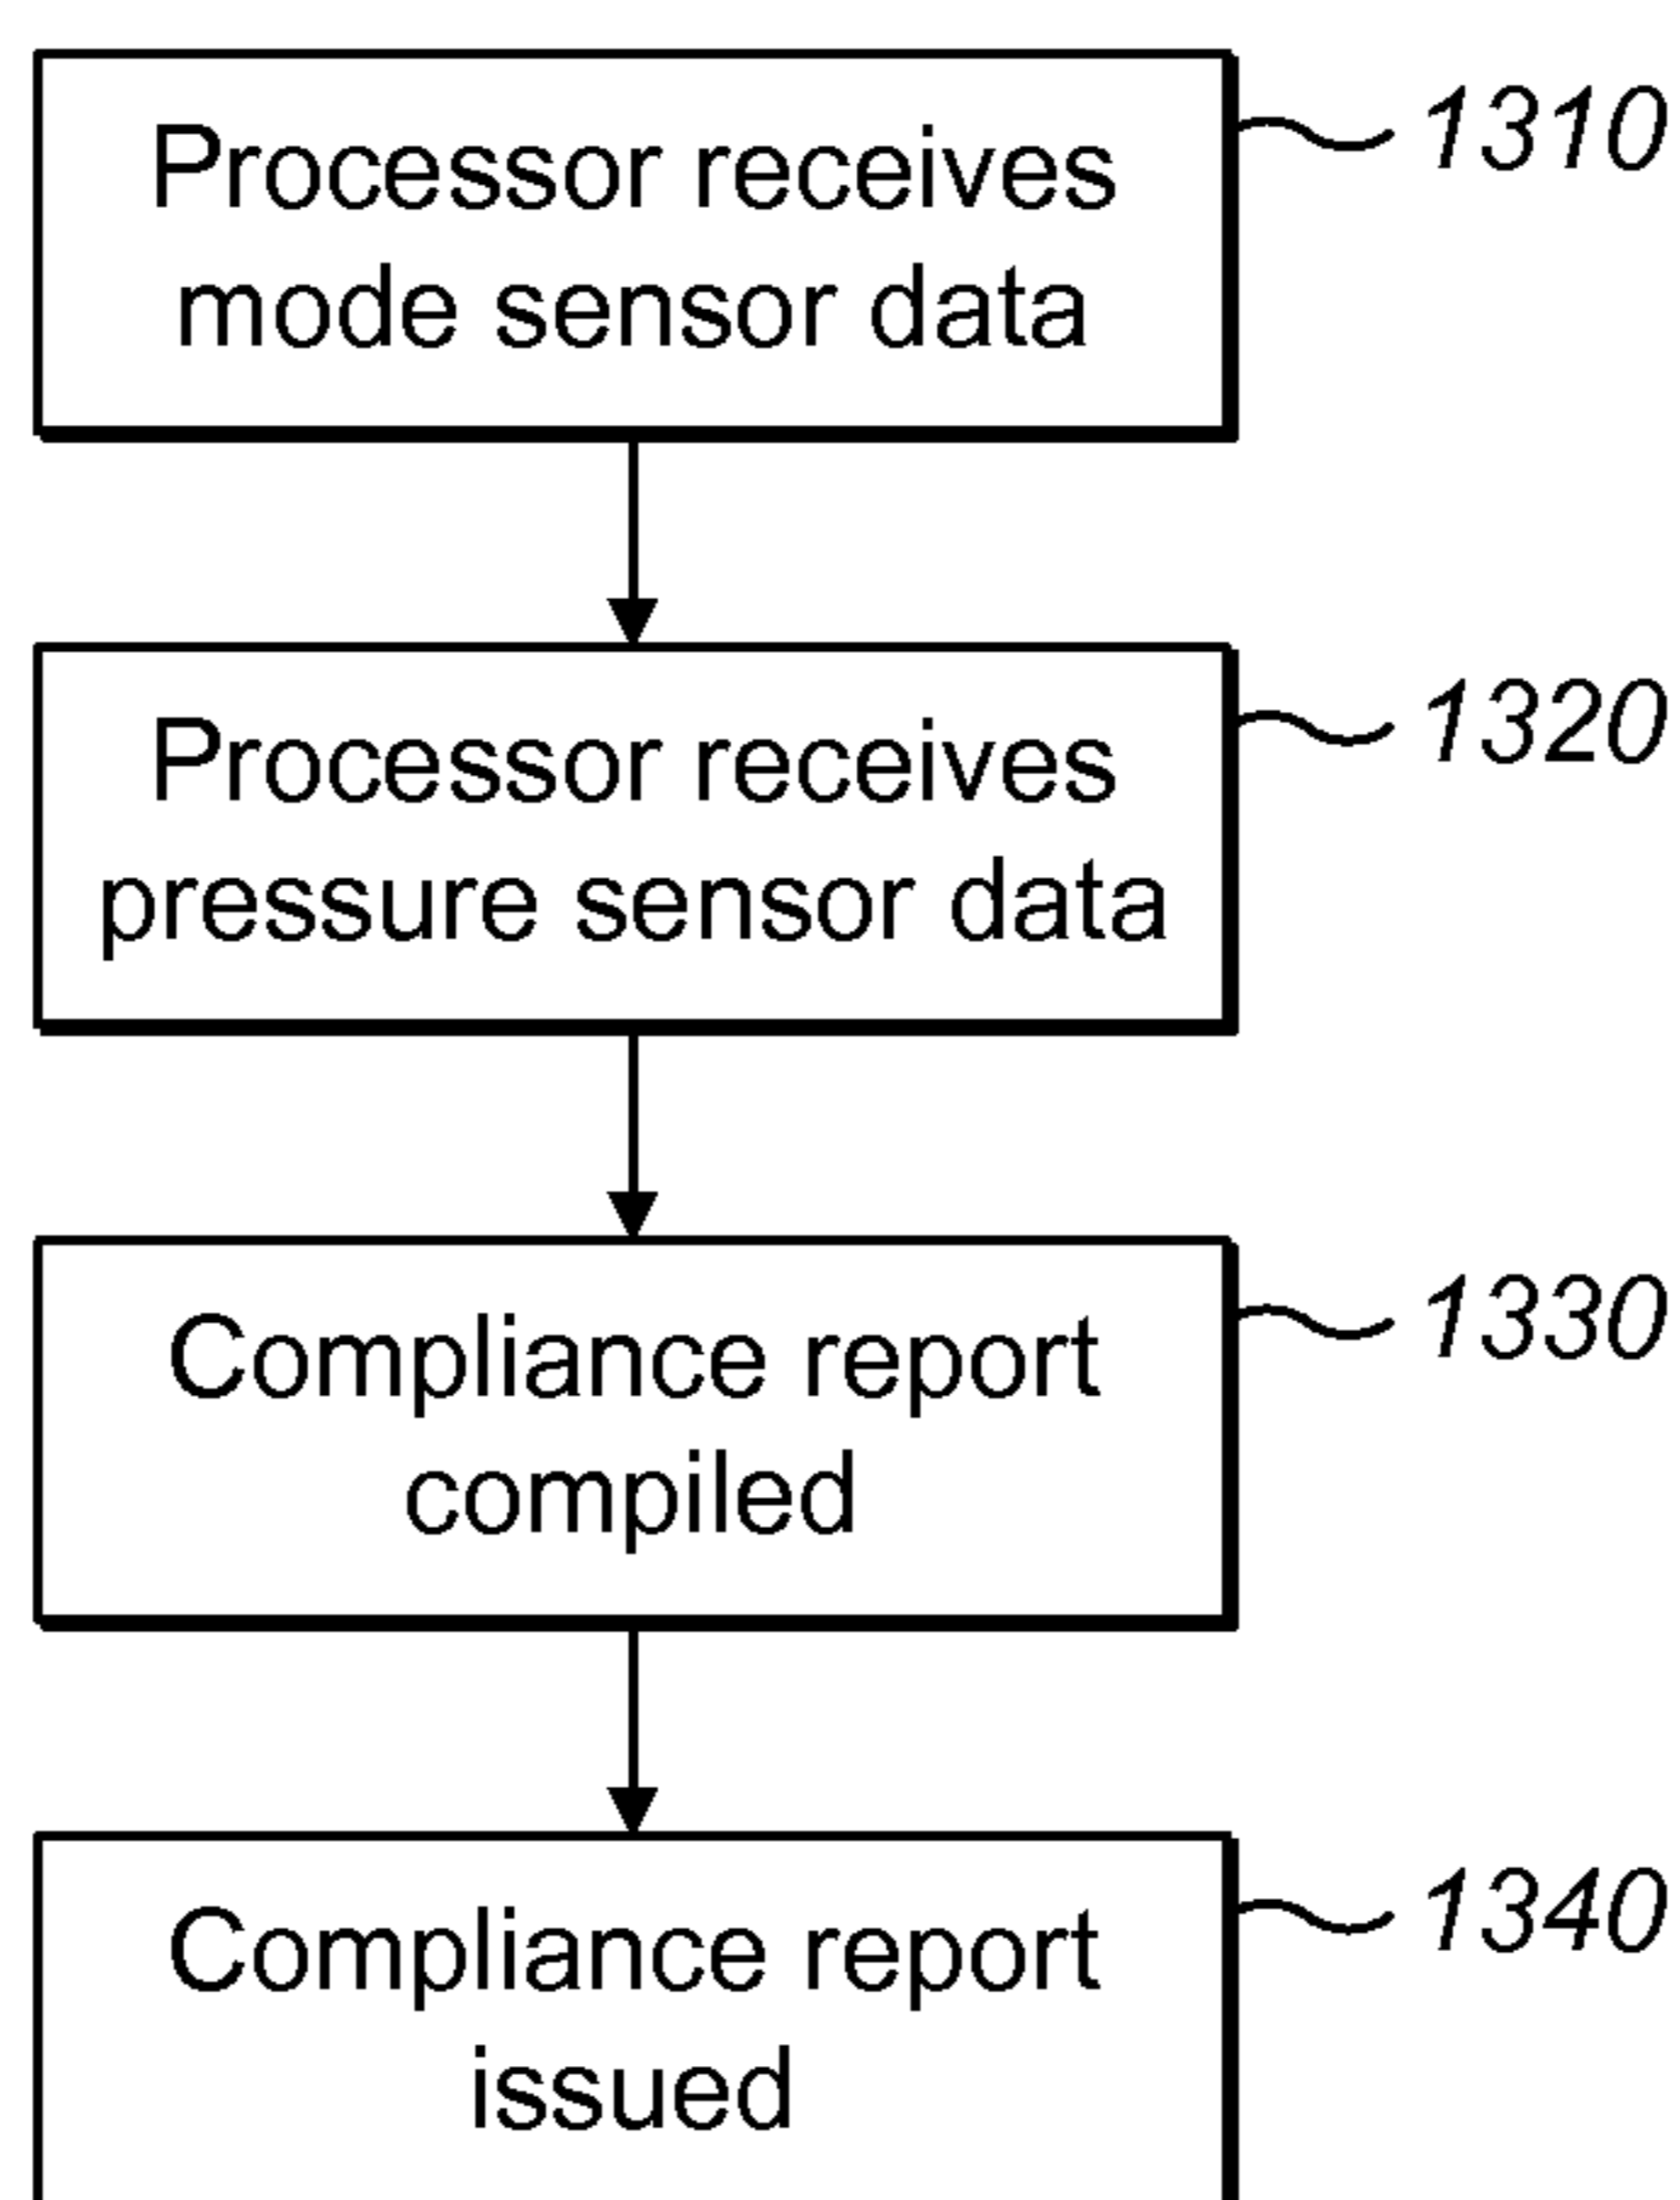 Processor receives
mode sensor data
1310
Processor receives
pressure sensor data
1320
Compliance report
compiled
1330
Compliance report
issued
1340